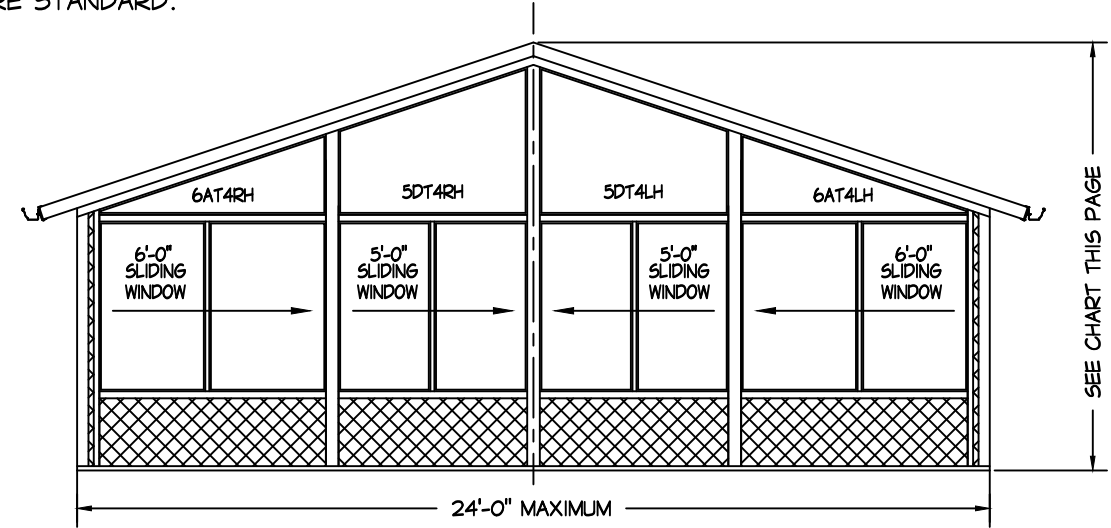 RE STANDARD.
6AT4RH
5DT4RH
5DT4LH
6AT4LH
6'-0"
SLIDING
WINDOW
5'-0"
SLIDING
WINDOW
5'-0"
SLIDING
WINDOW
6'-0"
SLIDING
WINDOW
SEE CHART THIS PAGE
24'-0" MAXIMUM